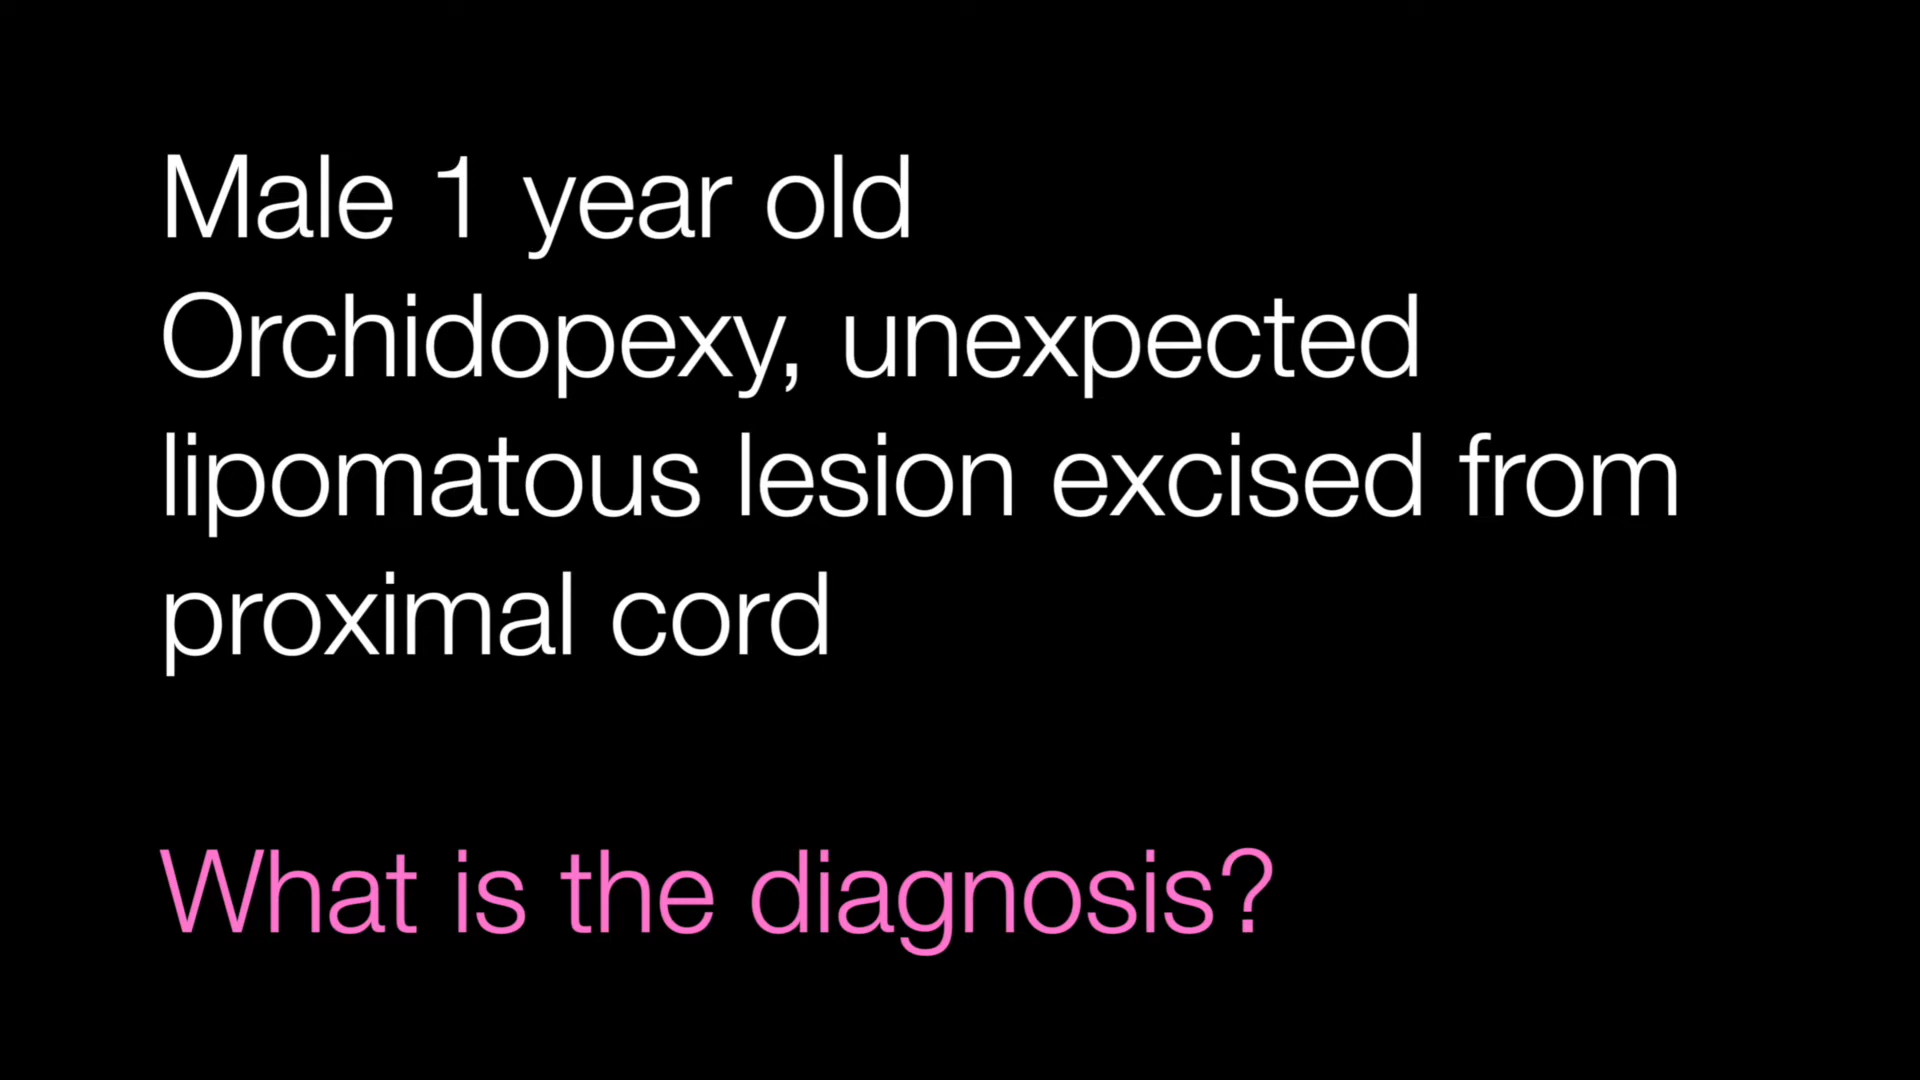 Male 1 year old
Orchidopexy, unexpected
lipomatous lesion excised from
proximal cord
What is the diagnosis?